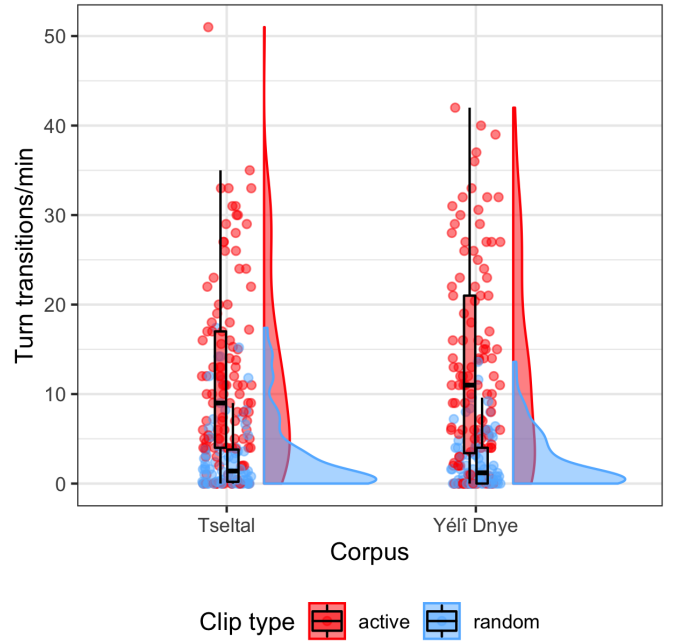 Turn transitions/min
50
40
30
20
10
0
Tseltal
Yélî Dnye
Corpus
Clip type
active
random